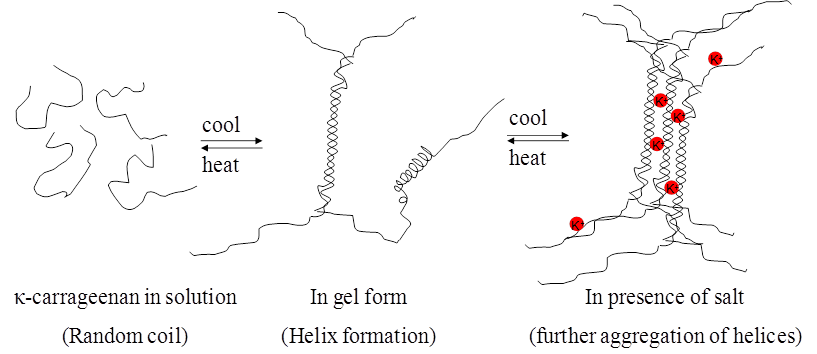 cool
heat
cool
heat
K+
K+
K+
K+
K+
K+
κ-carrageenan in solution
(Random coil)
In gel form
(Helix formation)
In presence of salt
(further aggregation of helices)